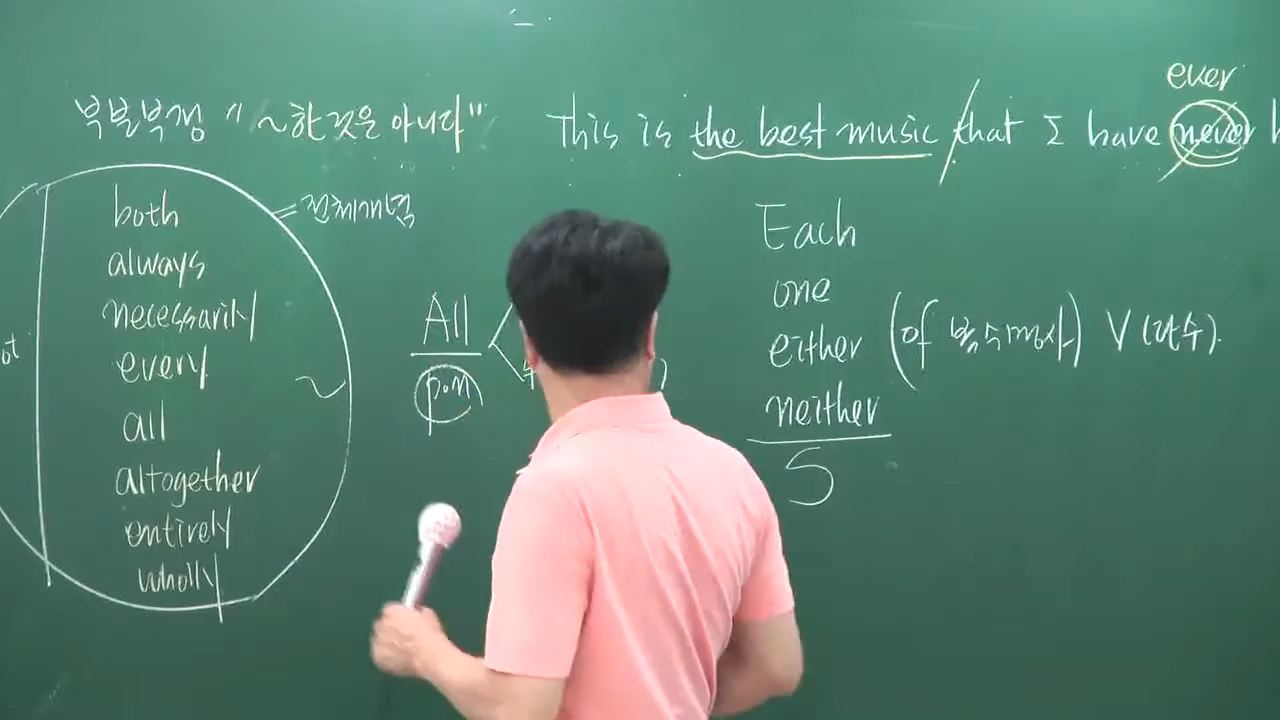 ever
부분부정 "~한 것은 아니다" This is the best music that I have never
both = 전체개념
always
necessarily
every
all
altogether
entirely
wholly
All
Each
one
either (of 복수명사) V(단수).
neither
S